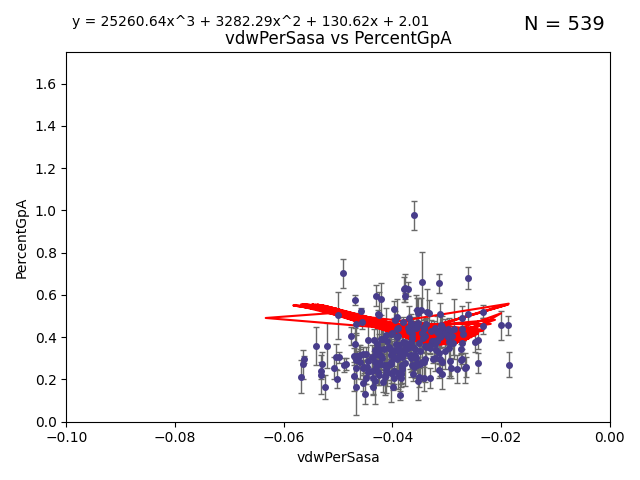 y = 25260.64x^3 + 3282.29x^2 + 130.62x + 2.01
N = 539
vdwPerSasa vs PercentGpA
1.6
1.4
1.2
1.0
0.8
0.6
0.4
0.2
0.0
PercentGpA
−0.10 −0.08 −0.06 −0.04 −0.02 0.00
vdwPerSasa